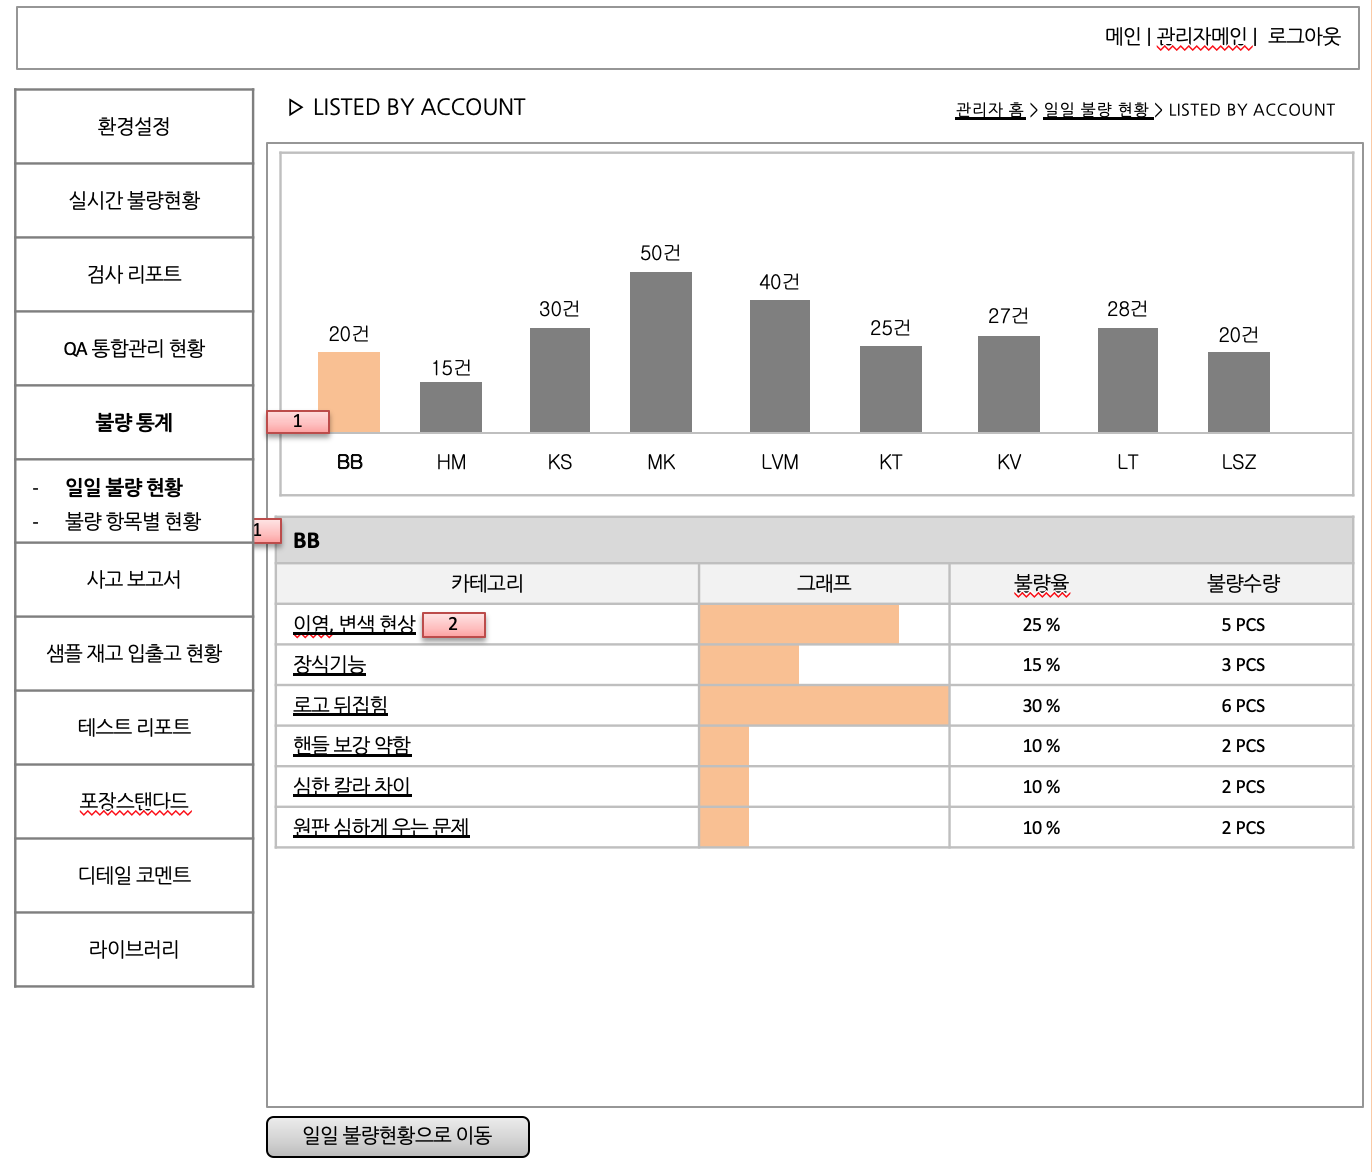 메인 | 관리자메인 | 로그아웃
▷ LISTED BY ACCOUNT
관리자 홈 > 일일 불량 현황 > LISTED BY ACCOUNT
환경설정
실시간 불량현황
검사 리포트
QA 통합관리 현황
불량 통계
- 일일 불량 현황
- 불량 항목별 현황
사고 보고서
샘플 재고 입출고 현황
테스트 리포트
포장스탠다드
디테일 코멘트
라이브러리
20건 15건 30건 50건 40건 25건 27건 28건 20건
1
BB HM KS MK LVM KT KV LT LSZ
1
BB
카테고리 그래프 불량율 불량수량
이염, 변색 현상 2 25 % 5 PCS
장식기능 15 % 3 PCS
로고 뒤집힘 30 % 6 PCS
핸들 보강 약함 10 % 2 PCS
심한 칼라 차이 10 % 2 PCS
원판 심하게 우는 문제 10 % 2 PCS
일일 불량현황으로 이동